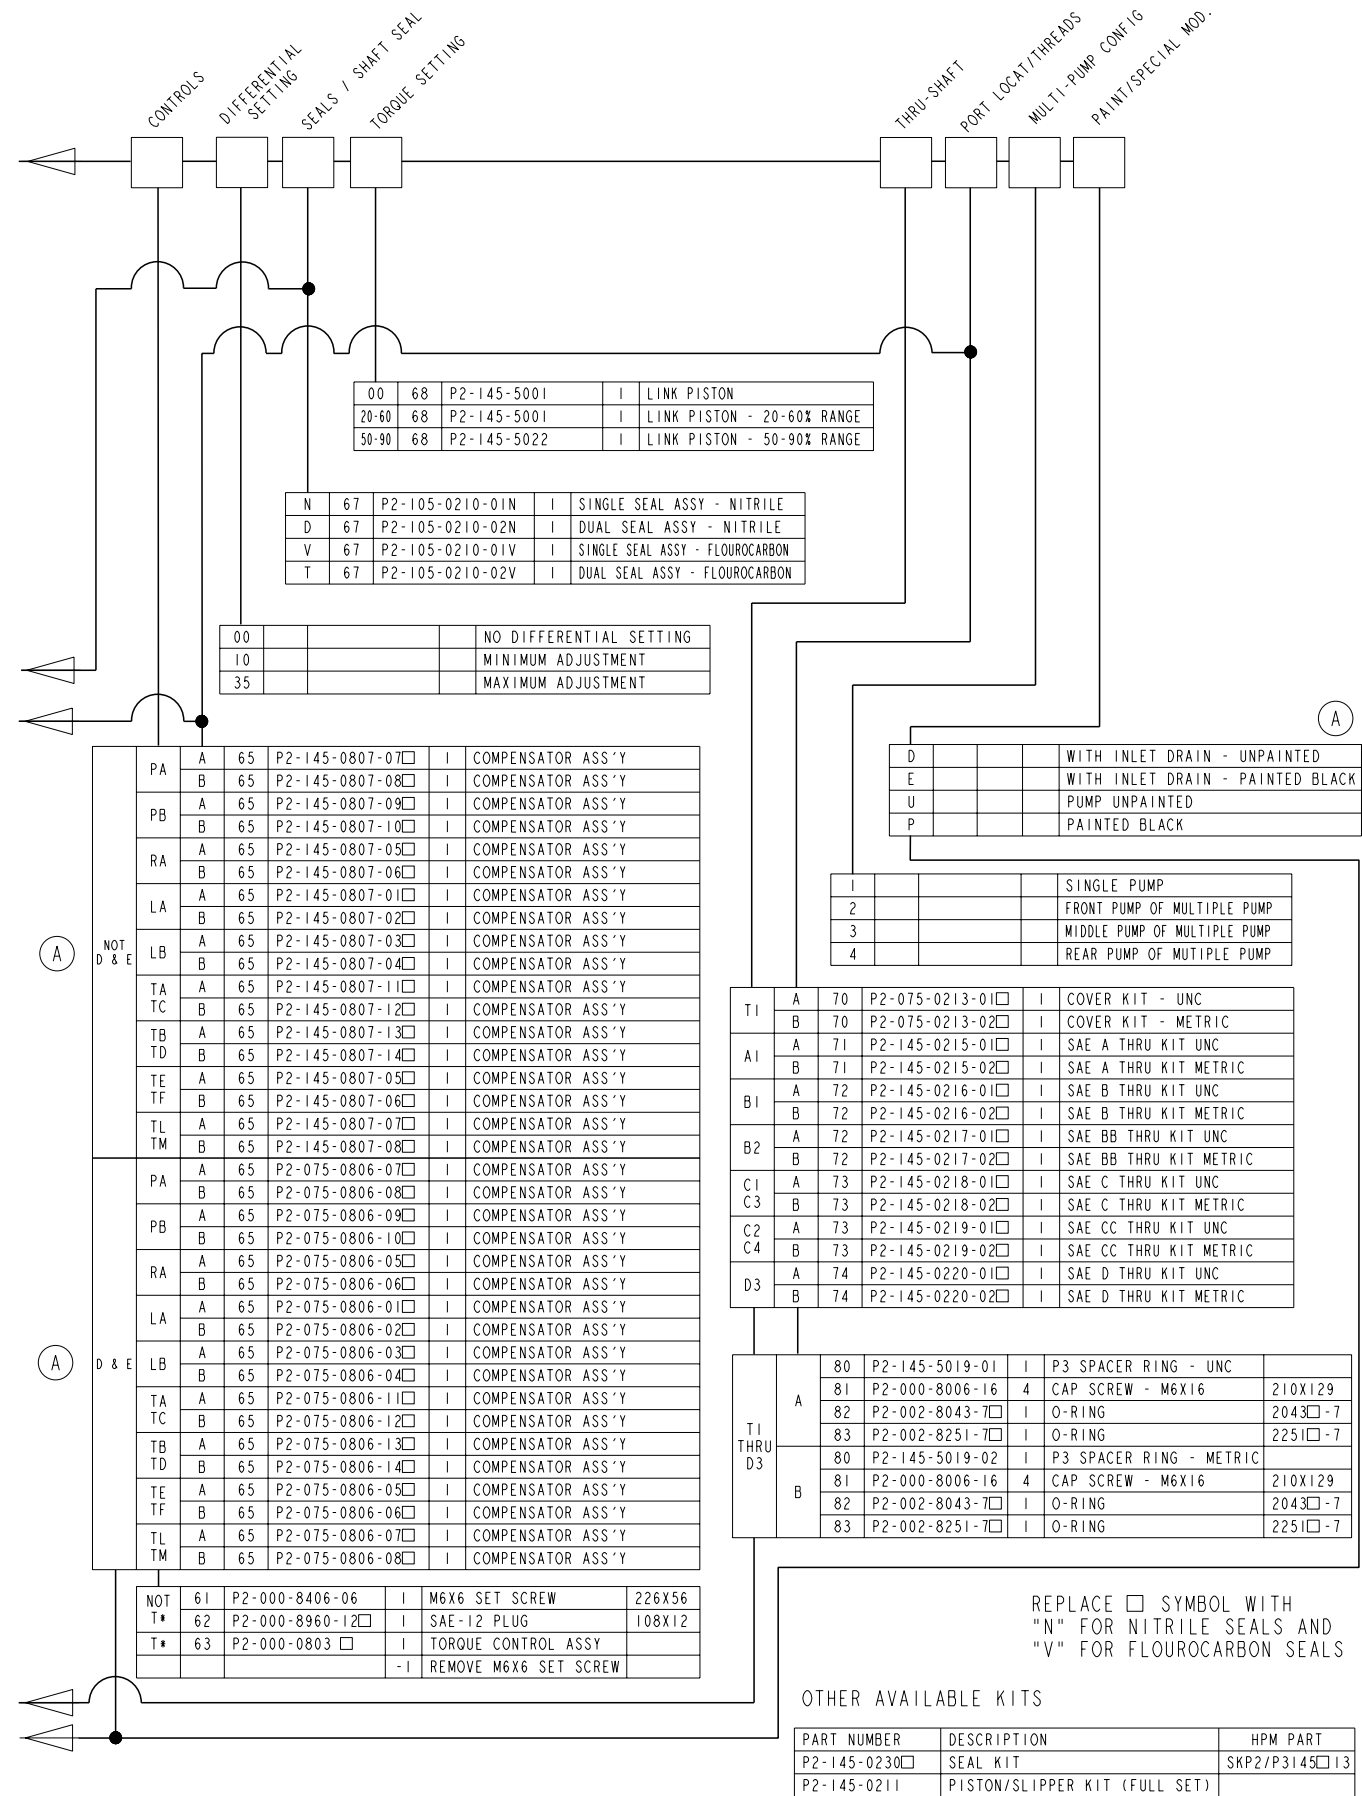 CONTROLS
DIFFERENTIAL SETTING
SEALS / SHAFT SEAL
TORQUE SETTING
THRU-SHAFT
PORT LOCAT/THREADS
MULTI-PUMP CONFIG
PAINT/SPECIAL MOD.
00 68 P2-145-5001 1 LINK PISTON
20-60 68 P2-145-5001 1 LINK PISTON - 20-60% RANGE
50-90 68 P2-145-5022 1 LINK PISTON - 50-90% RANGE
N 67 P2-105-0210-01N 1 SINGLE SEAL ASSY - NITRILE
D 67 P2-105-0210-02N 1 DUAL SEAL ASSY - NITRILE
V 67 P2-105-0210-01V 1 SINGLE SEAL ASSY - FLOUROCARBON
T 67 P2-105-0210-02V 1 DUAL SEAL ASSY - FLOUROCARBON
00 NO DIFFERENTIAL SETTING
10 MINIMUM ADJUSTMENT
35 MAXIMUM ADJUSTMENT
A
NOT D & E
PA A 65 P2-145-0807-07□ 1 COMPENSATOR ASS'Y
B 65 P2-145-0807-08□ 1 COMPENSATOR ASS'Y
PB A 65 P2-145-0807-09□ 1 COMPENSATOR ASS'Y
B 65 P2-145-0807-10□ 1 COMPENSATOR ASS'Y
RA A 65 P2-145-0807-05□ 1 COMPENSATOR ASS'Y
B 65 P2-145-0807-06□ 1 COMPENSATOR ASS'Y
LA A 65 P2-145-0807-01□ 1 COMPENSATOR ASS'Y
B 65 P2-145-0807-02□ 1 COMPENSATOR ASS'Y
LB A 65 P2-145-0807-03□ 1 COMPENSATOR ASS'Y
B 65 P2-145-0807-04□ 1 COMPENSATOR ASS'Y
TA A 65 P2-145-0807-11□ 1 COMPENSATOR ASS'Y
TC B 65 P2-145-0807-12□ 1 COMPENSATOR ASS'Y
TB A 65 P2-145-0807-13□ 1 COMPENSATOR ASS'Y
TD B 65 P2-145-0807-14□ 1 COMPENSATOR ASS'Y
TE A 65 P2-145-0807-05□ 1 COMPENSATOR ASS'Y
TF B 65 P2-145-0807-06□ 1 COMPENSATOR ASS'Y
TL A 65 P2-145-0807-07□ 1 COMPENSATOR ASS'Y
TM B 65 P2-145-0807-08□ 1 COMPENSATOR ASS'Y
A
D & E
PA A 65 P2-075-0806-07□ 1 COMPENSATOR ASS'Y
B 65 P2-075-0806-08□ 1 COMPENSATOR ASS'Y
PB A 65 P2-075-0806-09□ 1 COMPENSATOR ASS'Y
B 65 P2-075-0806-10□ 1 COMPENSATOR ASS'Y
RA A 65 P2-075-0806-05□ 1 COMPENSATOR ASS'Y
B 65 P2-075-0806-06□ 1 COMPENSATOR ASS'Y
LA A 65 P2-075-0806-01□ 1 COMPENSATOR ASS'Y
B 65 P2-075-0806-02□ 1 COMPENSATOR ASS'Y
LB A 65 P2-075-0806-03□ 1 COMPENSATOR ASS'Y
B 65 P2-075-0806-04□ 1 COMPENSATOR ASS'Y
TA A 65 P2-075-0806-11□ 1 COMPENSATOR ASS'Y
TC B 65 P2-075-0806-12□ 1 COMPENSATOR ASS'Y
TB A 65 P2-075-0806-13□ 1 COMPENSATOR ASS'Y
TD B 65 P2-075-0806-14□ 1 COMPENSATOR ASS'Y
TE A 65 P2-075-0806-05□ 1 COMPENSATOR ASS'Y
TF B 65 P2-075-0806-06□ 1 COMPENSATOR ASS'Y
TL A 65 P2-075-0806-07□ 1 COMPENSATOR ASS'Y
TM B 65 P2-075-0806-08□ 1 COMPENSATOR ASS'Y
NOT 61 P2-000-8406-06 1 M6X6 SET SCREW 226X56
T* 62 P2-000-8960-12□ 1 SAE-12 PLUG 108X12
T* 63 P2-000-0803 □ 1 TORQUE CONTROL ASSY
-1 REMOVE M6X6 SET SCREW
A
D WITH INLET DRAIN - UNPAINTED
E WITH INLET DRAIN - PAINTED BLACK
U PUMP UNPAINTED
P PAINTED BLACK
1 SINGLE PUMP
2 FRONT PUMP OF MULTIPLE PUMP
3 MIDDLE PUMP OF MULTIPLE PUMP
4 REAR PUMP OF MUTIPLE PUMP
T1 A 70 P2-075-0213-01□ 1 COVER KIT - UNC
B 70 P2-075-0213-02□ 1 COVER KIT - METRIC
A1 A 71 P2-145-0215-01□ 1 SAE A THRU KIT UNC
B 71 P2-145-0215-02□ 1 SAE A THRU KIT METRIC
B1 A 72 P2-145-0216-01□ 1 SAE B THRU KIT UNC
B 72 P2-145-0216-02□ 1 SAE B THRU KIT METRIC
B2 A 72 P2-145-0217-01□ 1 SAE BB THRU KIT UNC
B 72 P2-145-0217-02□ 1 SAE BB THRU KIT METRIC
C1 A 73 P2-145-0218-01□ 1 SAE C THRU KIT UNC
C3 B 73 P2-145-0218-02□ 1 SAE C THRU KIT METRIC
C2 A 73 P2-145-0219-01□ 1 SAE CC THRU KIT UNC
C4 B 73 P2-145-0219-02□ 1 SAE CC THRU KIT METRIC
D3 A 74 P2-145-0220-01□ 1 SAE D THRU KIT UNC
B 74 P2-145-0220-02□ 1 SAE D THRU KIT METRIC
T1 THRU D3
A 80 P2-145-5019-01 1 P3 SPACER RING - UNC
81 P2-000-8006-16 4 CAP SCREW - M6X16 210X129
82 P2-002-8043-7□ 1 O-RING 2043□-7
83 P2-002-8251-7□ 1 O-RING 2251□-7
B 80 P2-145-5019-02 1 P3 SPACER RING - METRIC
81 P2-000-8006-16 4 CAP SCREW - M6X16 210X129
82 P2-002-8043-7□ 1 O-RING 2043□-7
83 P2-002-8251-7□ 1 O-RING 2251□-7
REPLACE □ SYMBOL WITH
"N" FOR NITRILE SEALS AND
"V" FOR FLOUROCARBON SEALS
OTHER AVAILABLE KITS
PART NUMBER DESCRIPTION HPM PART
P2-145-0230□ SEAL KIT SKP2/P3145□13
P2-145-0211 PISTON/SLIPPER KIT (FULL SET)